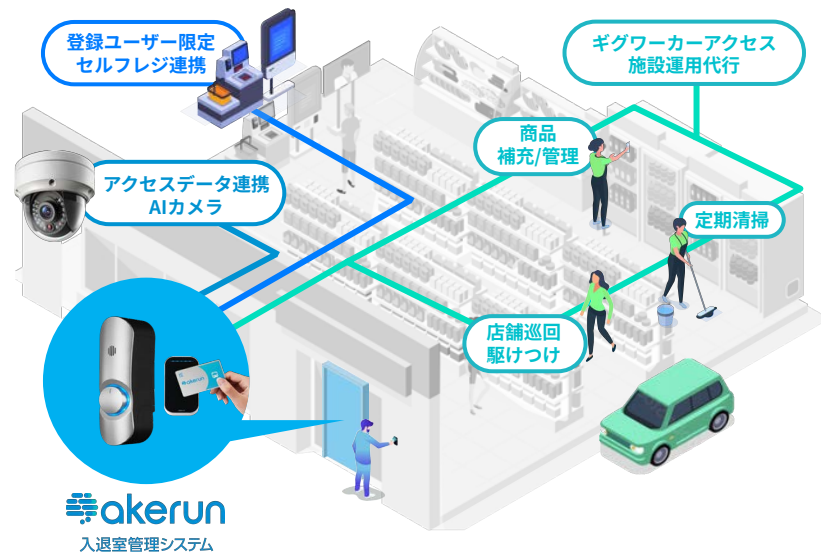 登録ユーザー限定
セルフレジ連携
ギグワーカーアクセス
施設運用代行
商品
補充/管理
アクセスデータ連携
AIカメラ
定期清掃
店舗巡回
駆けつけ
akerun
akerun
入退室管理システム